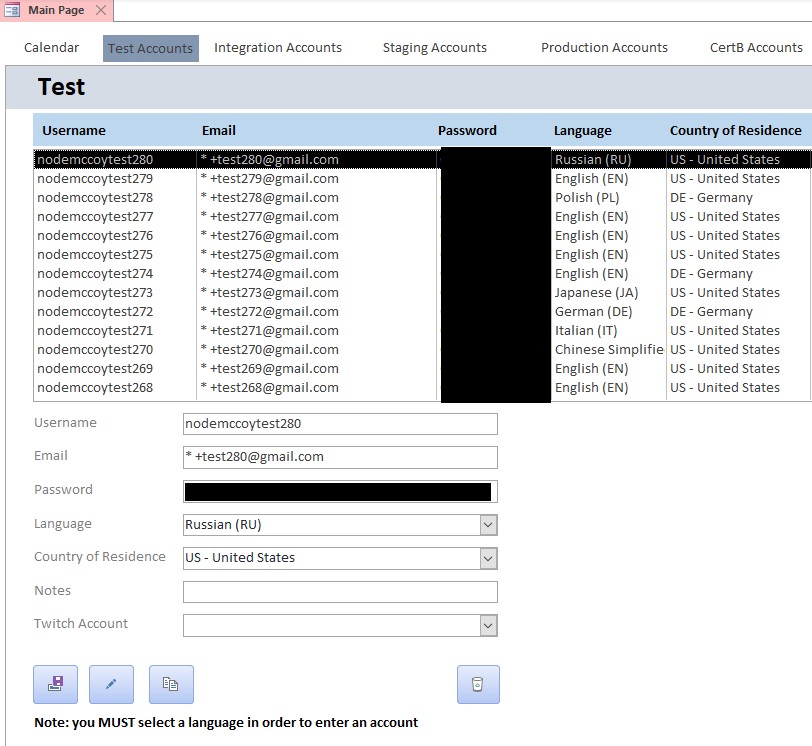 Main Page
Calendar Test Accounts Integration Accounts Staging Accounts Production Accounts CertB Accounts
Test
Username Email Password Language Country of Residence
nodemccoytest280 * +test280@gmail.com Russian (RU) US - United States
nodemccoytest279 * +test279@gmail.com English (EN) US - United States
nodemccoytest278 * +test278@gmail.com Polish (PL) DE - Germany
nodemccoytest277 * +test277@gmail.com English (EN) US - United States
nodemccoytest276 * +test276@gmail.com English (EN) US - United States
nodemccoytest275 * +test275@gmail.com English (EN) US - United States
nodemccoytest274 * +test274@gmail.com English (EN) DE - Germany
nodemccoytest273 * +test273@gmail.com Japanese (JA) US - United States
nodemccoytest272 * +test272@gmail.com German (DE) DE - Germany
nodemccoytest271 * +test271@gmail.com Italian (IT) US - United States
nodemccoytest270 * +test270@gmail.com Chinese Simplifie US - United States
nodemccoytest269 * +test269@gmail.com English (EN) US - United States
nodemccoytest268 * +test268@gmail.com English (EN) US - United States
Username nodemccoytest280
Email * +test280@gmail.com
Password
Language Russian (RU)
Country of Residence US - United States
Notes
Twitch Account
Note: you MUST select a language in order to enter an account